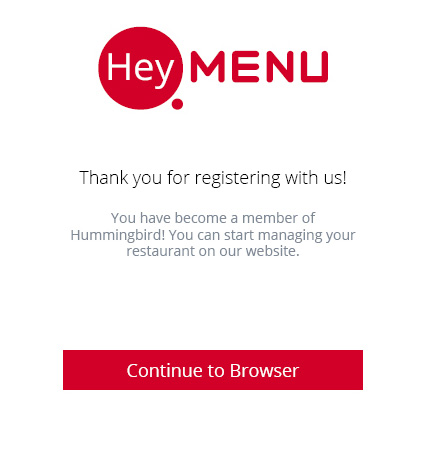 Hey MENU
Thank you for registering with us!
You have become a member of
Hummingbird! You can start managing your
restaurant on our website.
Continue to Browser